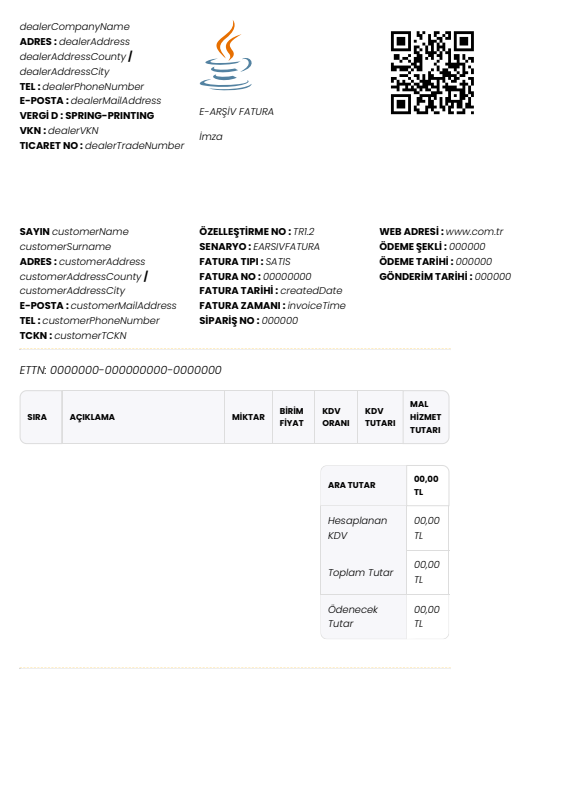 dealerCompanyName
ADRES : dealerAddress
dealerAddressCounty /
dealerAddressCity
TEL : dealerPhoneNumber
E-POSTA : dealerMailAddress
VERGİ D : SPRING-PRINTING
VKN : dealerVKN
TICARET NO : dealerTradeNumber
E-ARŞİV FATURA
İmza
SAYIN customerName
customerSurname
ADRES : customerAddress
customerAddressCounty /
customerAddressCity
E-POSTA : customerMailAddress
TEL : customerPhoneNumber
TCKN : customerTCKN
ÖZELLEŞTİRME NO : TR1.2
SENARYO : EARSIVFATURA
FATURA TIPI : SATIS
FATURA NO : 00000000
FATURA TARİHİ : createdDate
FATURA ZAMANI : invoiceTime
SİPARİŞ NO : 000000
WEB ADRESİ : www.com.tr
ÖDEME ŞEKLİ : 000000
ÖDEME TARİHİ : 000000
GÖNDERİM TARİHİ : 000000
ETTN: 0000000-000000000-0000000
SIRA
AÇIKLAMA
MİKTAR
BİRİM
FİYAT
KDV
ORANI
KDV
TUTARI
MAL
HİZMET
TUTARI
ARA TUTAR
00,00
TL
Hesaplanan
KDV
00,00
TL
Toplam Tutar
00,00
TL
Ödenecek
Tutar
00,00
TL